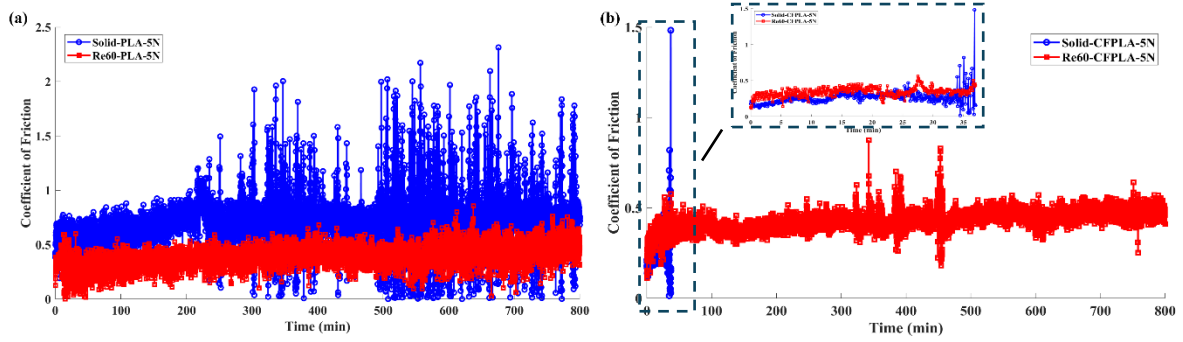 (a)
Solid-PLA-5N
Re60-PLA-5N
Coefficient of Friction
2.5
2
1.5
1
0.5
0
0 100 200 300 400 500 600 700 800
Time (min)
(b)
Solid-CFPLA-5N
Re60-CFPLA-5N
Coefficient of Friction
1.5
1
0.5
0
0 5 10 15 20 25 30 35
Time (min)
Solid-CFPLA-5N
Re60-CFPLA-5N
Coefficient of Friction
1.5
0.5
0
0 100 200 300 400 500 600 700 800
Time (min)